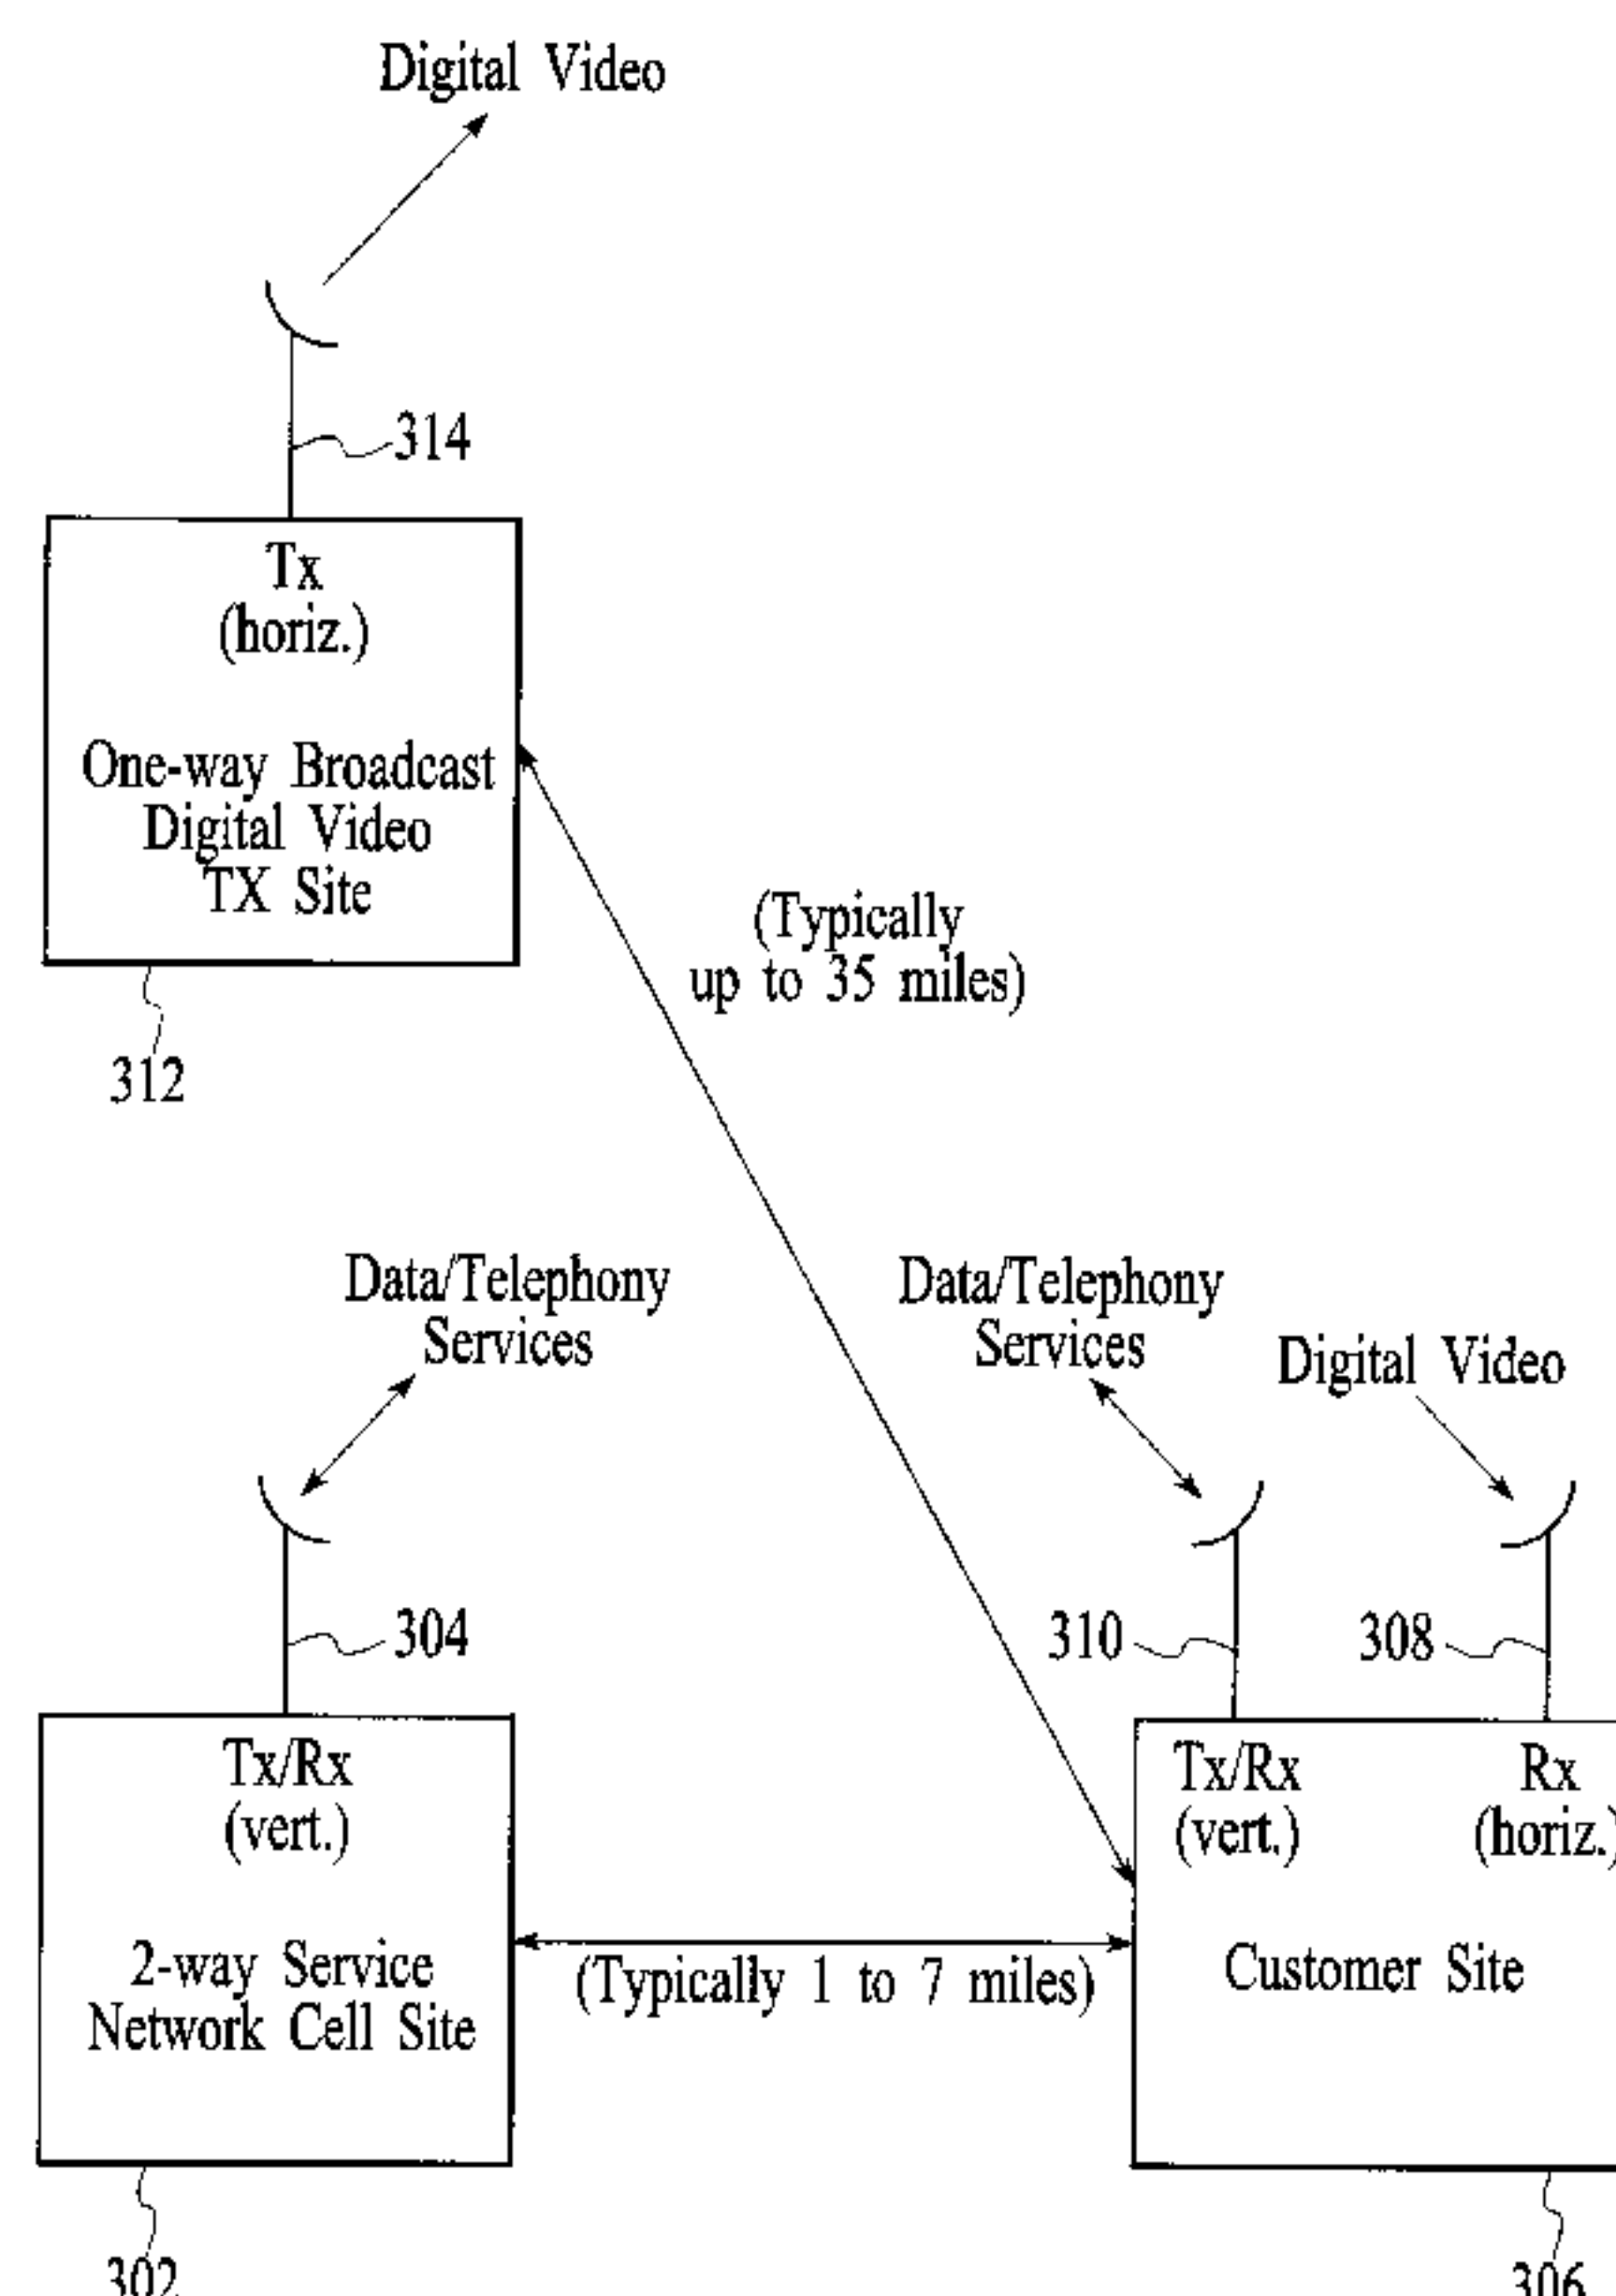 Digital Video
314
Tx
(horiz.)
One-way Broadcast
Digital Video
TX Site
(Typically
up to 35 miles)
312
Data/Telephony
Services
Data/Telephony
Services
Digital Video
304
310
308
Tx/Rx
(vert.)
Tx/Rx
(vert.)
Rx
(horiz.)
2-way Service
Network Cell Site
(Typically 1 to 7 miles)
Customer Site
302
306